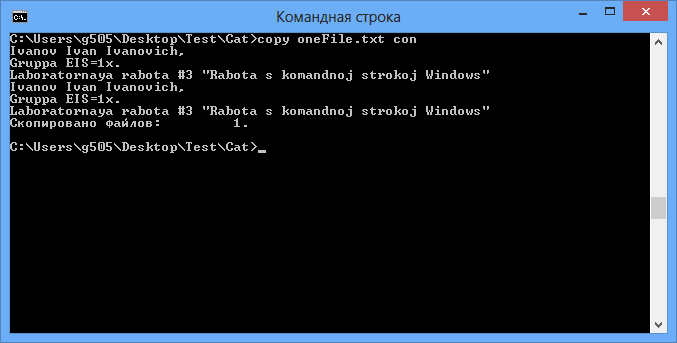 Командная строка
C:\Users\g505\Desktop\Test\Cat>copy oneFile.txt con
Ivanov Ivan Ivanovich,
Gruppa EIS=1x.
Laboratornaya rabota #3 "Rabota s komandnoj strokoj Windows"
Ivanov Ivan Ivanovich,
Gruppa EIS=1x.
Laboratornaya rabota #3 "Rabota s komandnoj strokoj Windows"
Скопировано файлов:         1.
C:\Users\g505\Desktop\Test\Cat>_